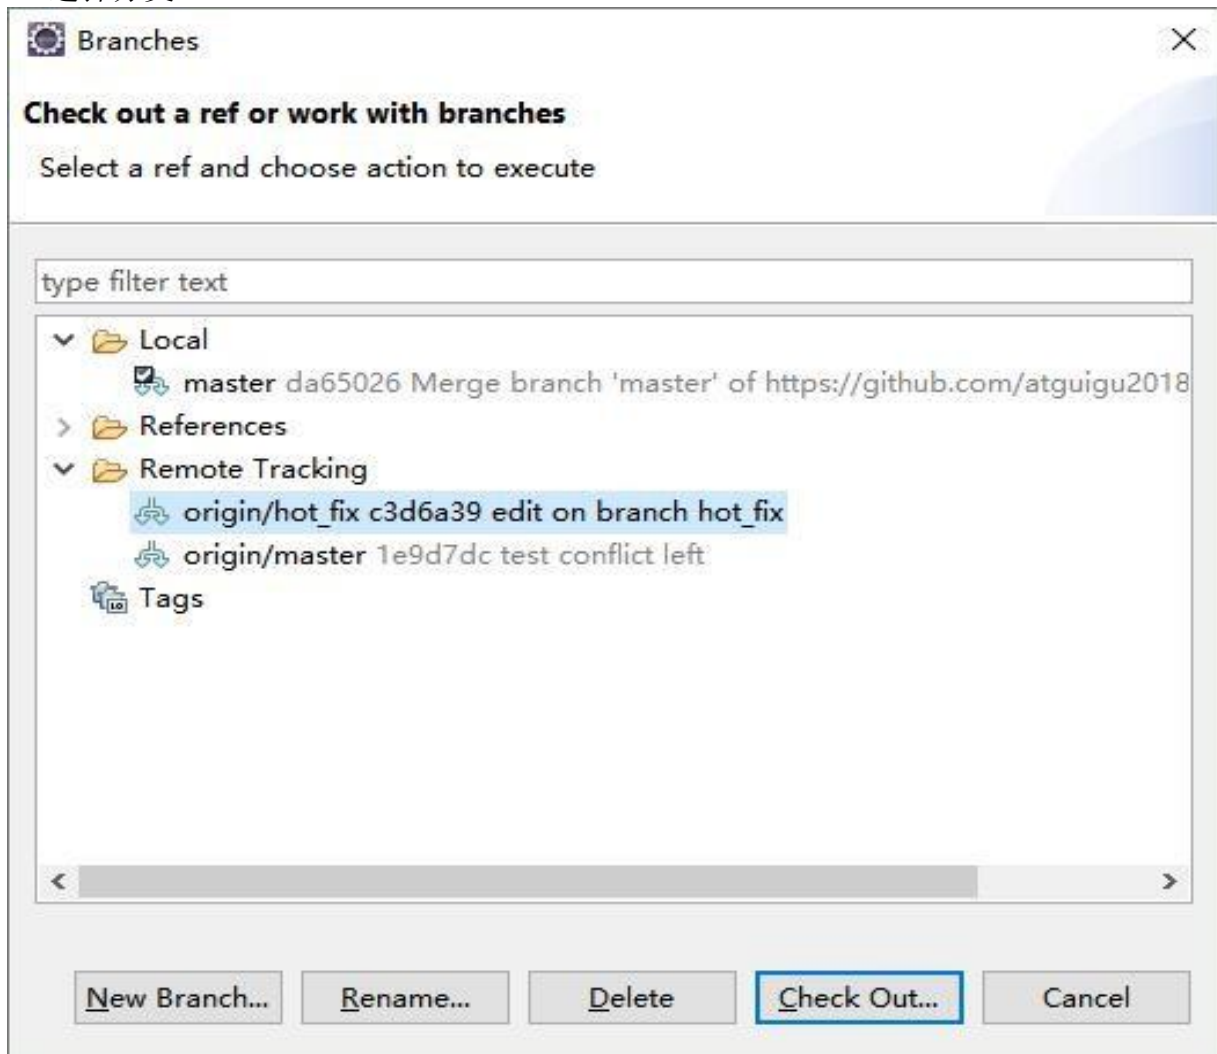 Branches
Check out a ref or work with branches
Select a ref and choose action to execute
type filter text
Local
master da65026 Merge branch 'master' of https://github.com/atguigu2018
References
Remote Tracking
origin/hot_fix c3d6a39 edit on branch hot_fix
origin/master 1e9d7dc test conflict left
Tags
New Branch... Rename... Delete Check Out... Cancel